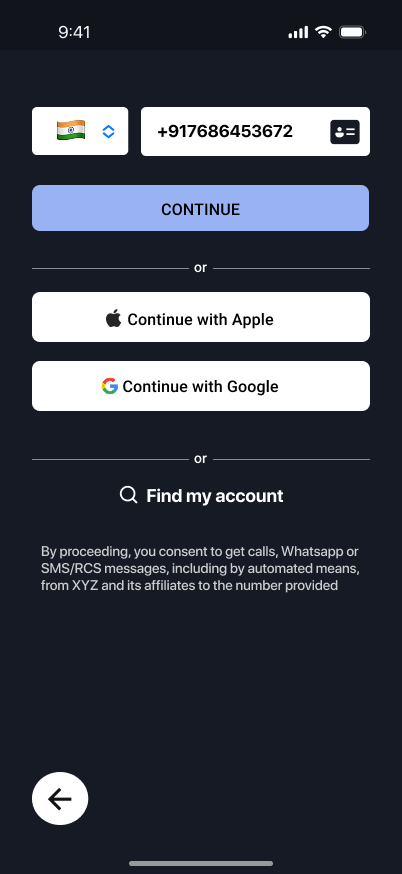 9:41
+917686453672
CONTINUE
or
Continue with Apple
Continue with Google
or
Find my account
By proceeding, you consent to get calls, Whatsapp or
SMS/RCS messages, including by automated means,
from XYZ and its affiliates to the number provided